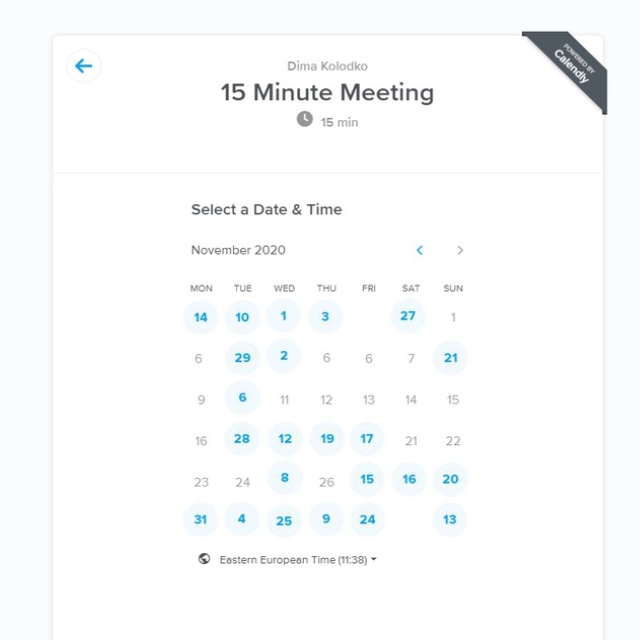 POWERED BY
Calendly
Dima Kolodko
15 Minute Meeting
15 min
Select a Date & Time
November 2020
MON TUE WED THU FRI SAT SUN
14 10 1 3 27 1
6 29 2 6 6 7 21
9 6 11 12 13 14 15
16 28 12 19 17 21 22
23 24 8 26 15 16 20
31 4 25 9 24 13
Eastern European Time (11:38)